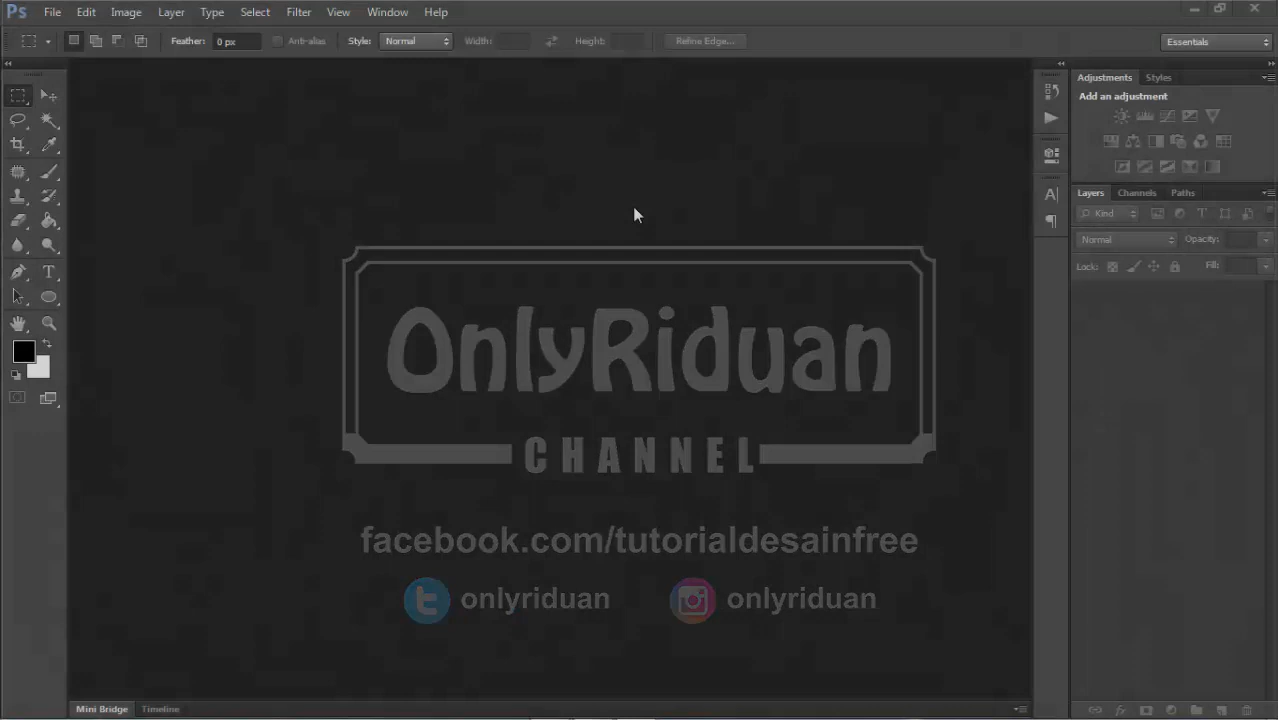 Ps File Edit Image Layer Type Select Filter View Window Help
Feather: 0 px Anti-alias Style: Normal Width: Height: Refine Edge... Essentials
Adjustments Styles
Add an adjustment
Layers Channels Paths
Kind
Normal Opacity:
Lock: Fill:
OnlyRiduan
CHANNEL
facebook.com/tutorialdesainfree
onlyriduan onlyriduan
Mini Bridge Timeline